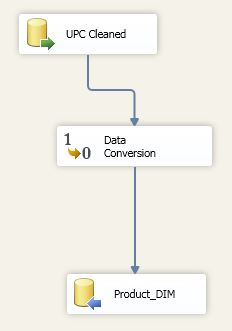 UPC Cleaned
1
0
Data
Conversion
Product_DIM